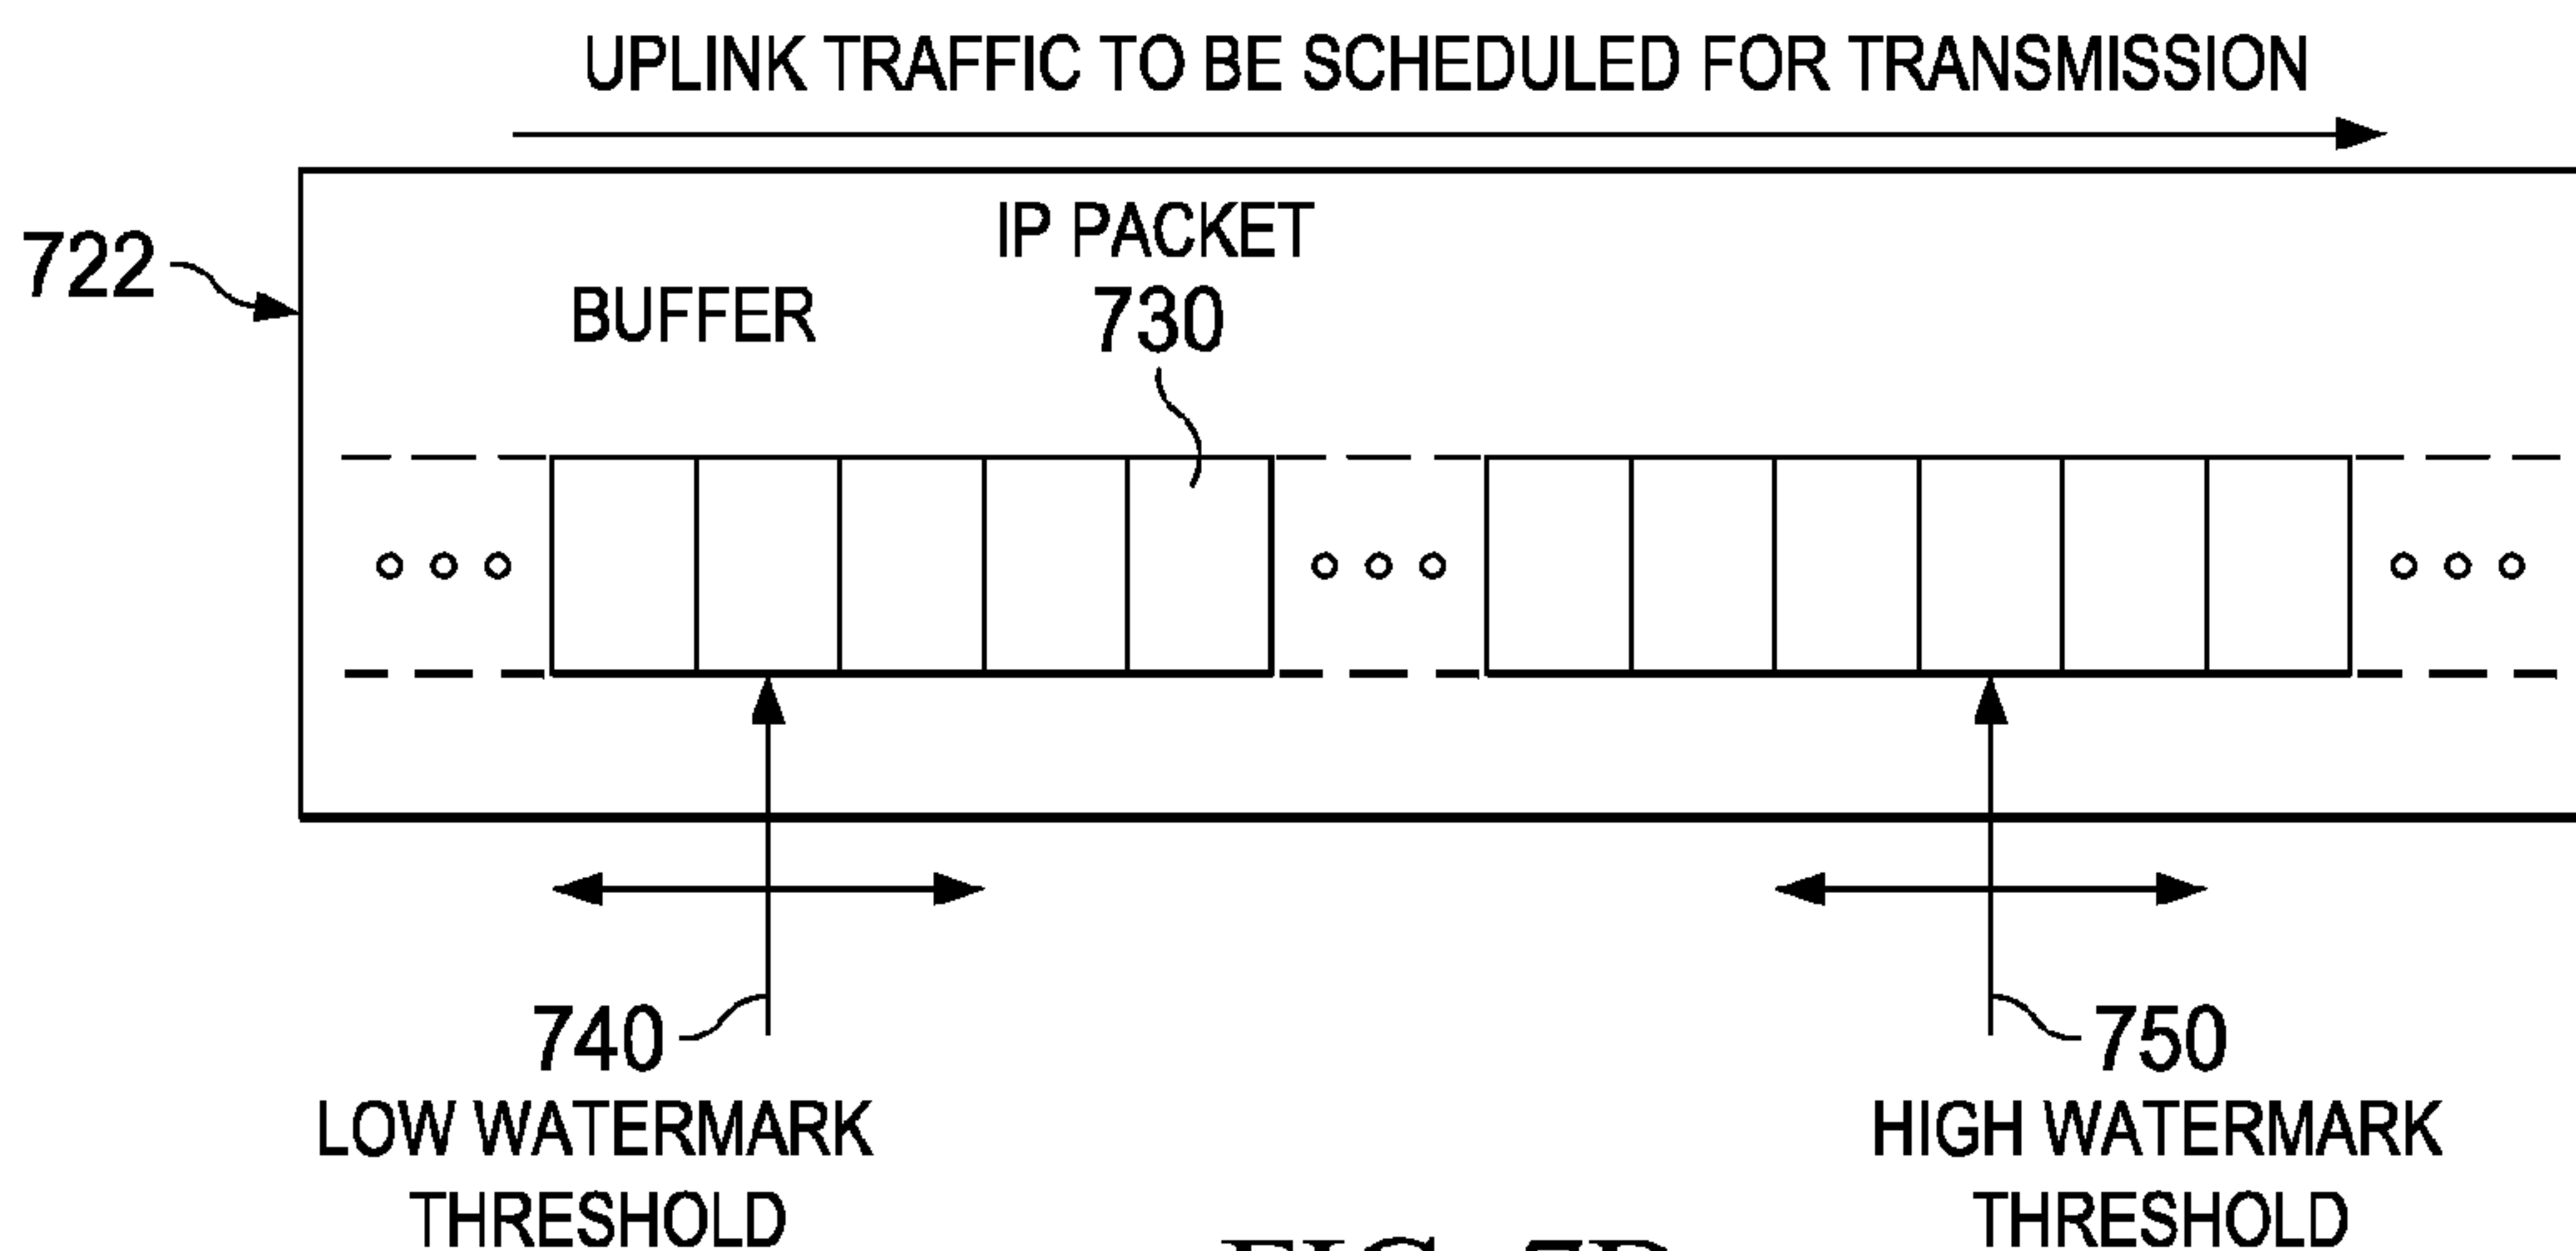 UPLINK TRAFFIC TO BE SCHEDULED FOR TRANSMISSION
722
BUFFER
IP PACKET
730
740
LOW WATERMARK
THRESHOLD
750
HIGH WATERMARK
THRESHOLD